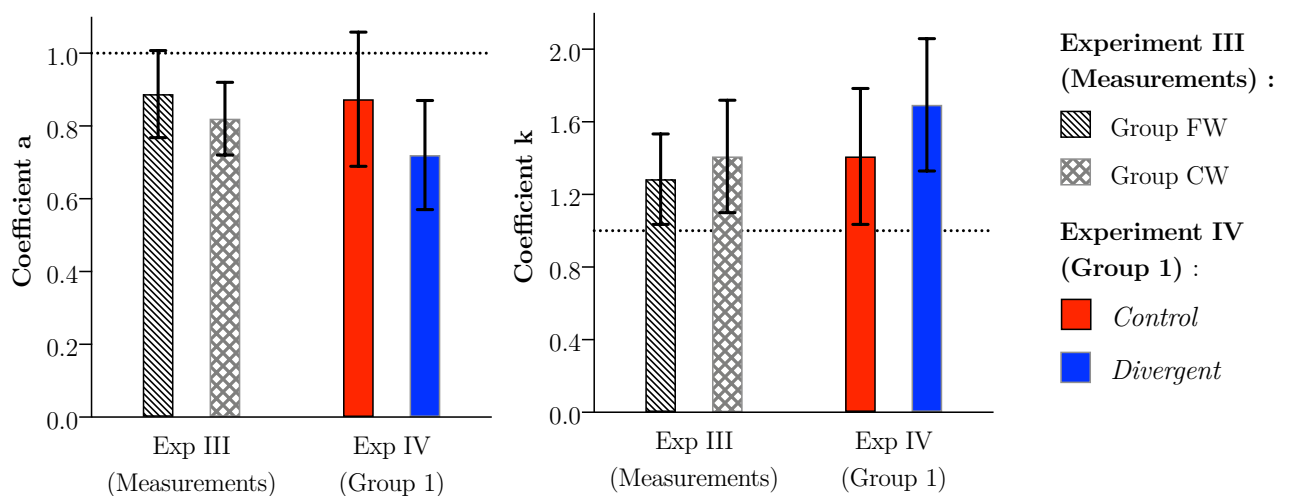 Coefficient a
1.0
0.8
0.6
0.4
0.2
0.0
Exp III
(Measurements)
Exp IV
(Group 1)
Coefficient k
2.0
1.6
1.2
0.8
0.4
0.0
Exp III
(Measurements)
Exp IV
(Group 1)
Experiment III
(Measurements) :
Group FW
Group CW
Experiment IV
(Group 1) :
Control
Divergent